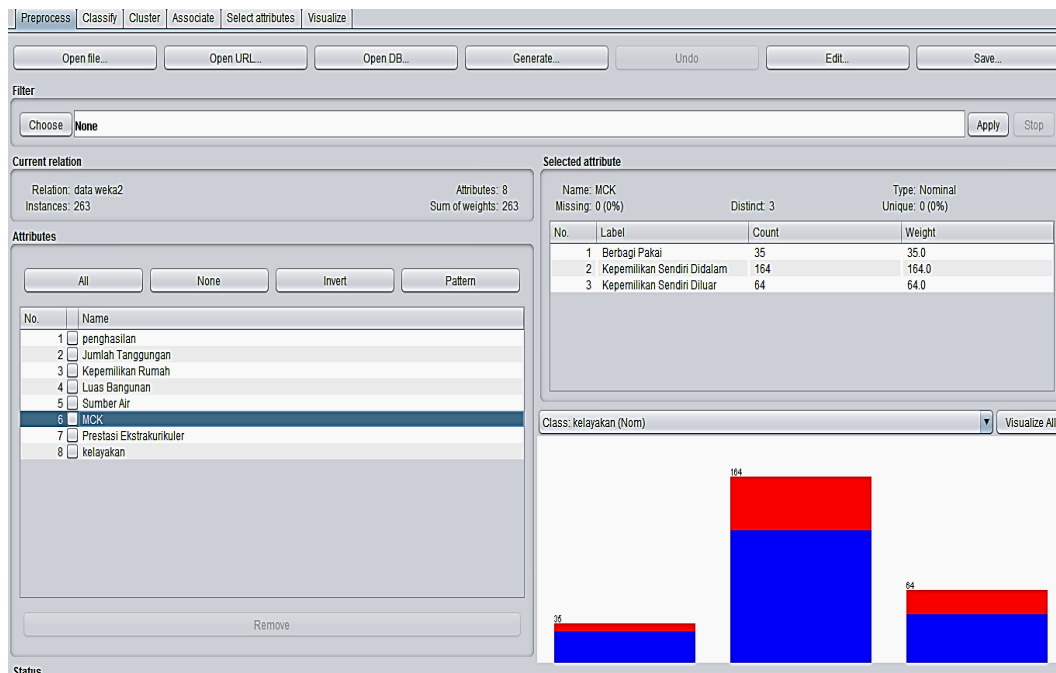 Preprocess Classify Cluster Associate Select attributes Visualize
Open file... Open URL... Open DB... Generate... Undo Edit... Save...
Filter
Choose None Apply Stop
Current relation
Relation: data weka2 Attributes: 8
Instances: 263 Sum of weights: 263
Attributes
All None Invert Pattern
No. Name
1 penghasilan
2 Jumlah Tanggungan
3 Kepemilikan Rumah
4 Luas Bangunan
5 Sumber Air
6 MCK
7 Prestasi Ekstrakurikuler
8 kelayakan
Remove
Status
Selected attribute
Name: MCK Type: Nominal
Missing: 0 (0%) Distinct: 3 Unique: 0 (0%)
No. Label Count Weight
1 Berbagi Pakai 35 35.0
2 Kepemilikan Sendiri Didalam 164 164.0
3 Kepemilikan Sendiri Diluar 64 64.0
Class: kelayakan (Nom) Visualize All
164
64
35